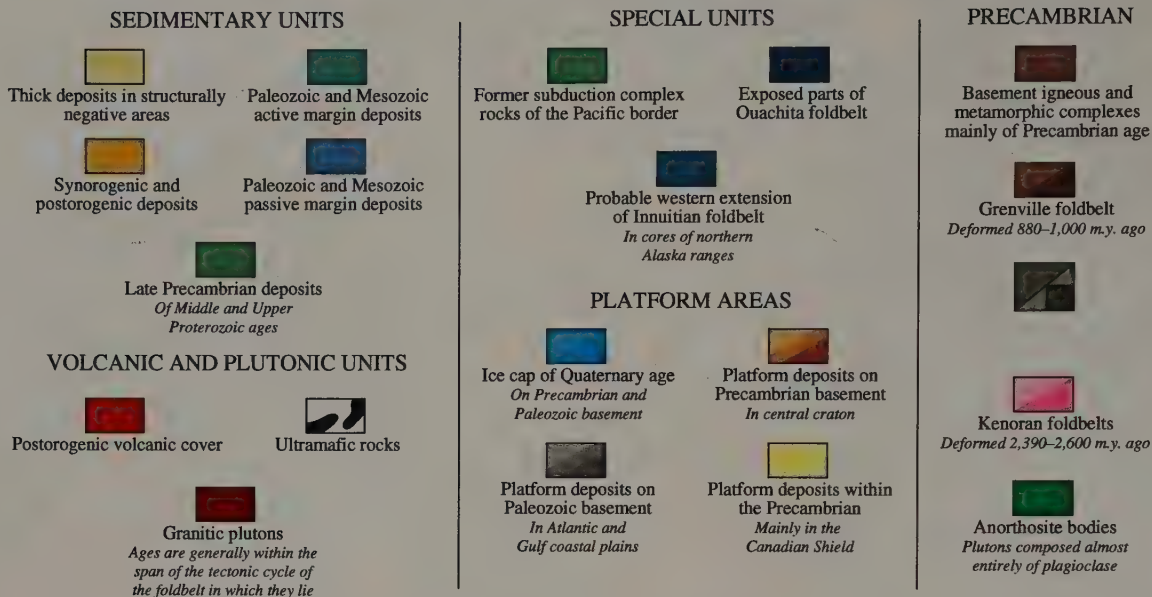 SEDIMENTARY UNITS
Thick deposits in structurally
negative areas
Paleozoic and Mesozoic
active margin deposits
Synorogenic and
postorogenic deposits
Paleozoic and Mesozoic
passive margin deposits
Late Precambrian deposits
Of Middle and Upper
Proterozoic ages
VOLCANIC AND PLUTONIC UNITS
Postorogenic volcanic cover
Ultramafic rocks
Granitic plutons
Ages are generally within the
span of the tectonic cycle of
the foldbelt in which they lie
SPECIAL UNITS
Former subduction complex
rocks of the Pacific border
Exposed parts of
Ouachita foldbelt
Probable western extension
of Innuitian foldbelt
In cores of northern
Alaska ranges
PLATFORM AREAS
Ice cap of Quaternary age
On Precambrian and
Paleozoic basement
Platform deposits on
Precambrian basement
In central craton
Platform deposits on
Paleozoic basement
In Atlantic and
Gulf coastal plains
Platform deposits within
the Precambrian
Mainly in the
Canadian Shield
PRECAMBRIAN
Basement igneous and
metamorphic complexes
mainly of Precambrian age
Grenville foldbelt
Deformed 880–1,000 m.y. ago
Kenoran foldbelts
Deformed 2,390–2,600 m.y. ago
Anorthosite bodies
Plutons composed almost
entirely of plagioclase